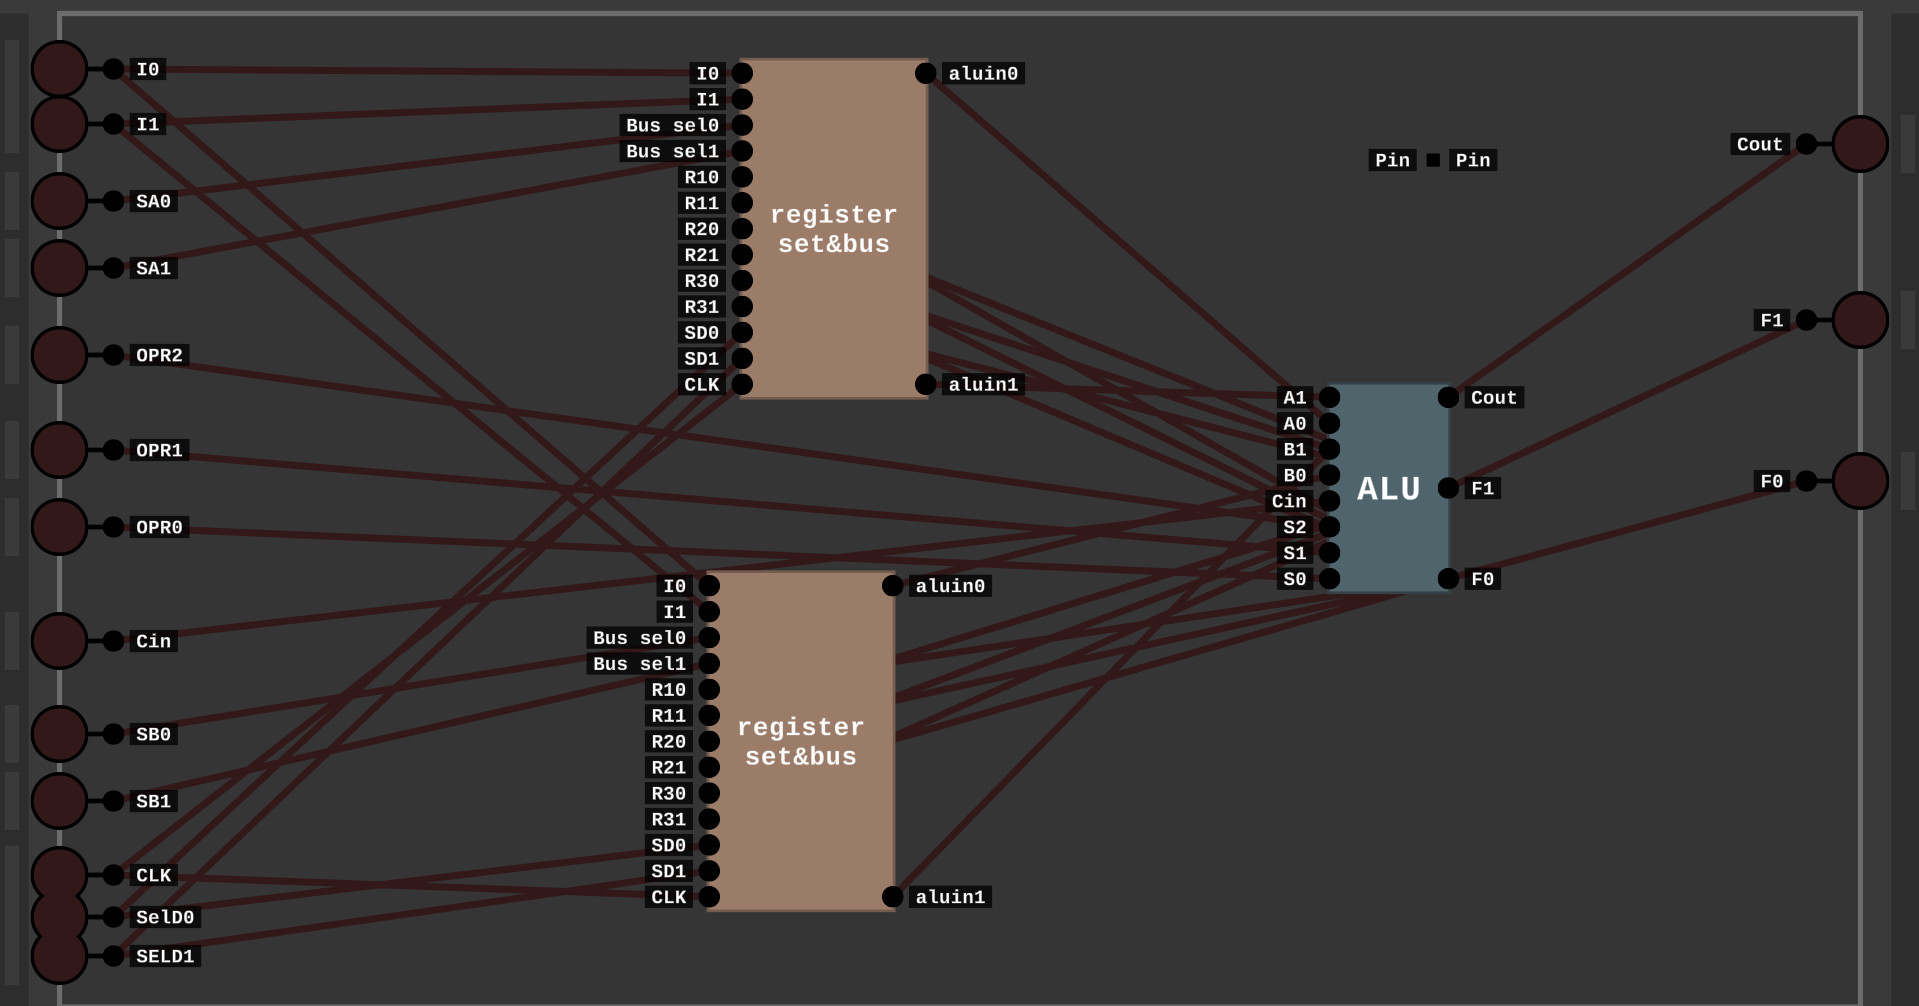 I0
I1
SA0
SA1
OPR2
OPR1
OPR0
Cin
SB0
SB1
CLK
SelD0
SELD1
I0
I1
Bus sel0
Bus sel1
R10
R11
R20
R21
R30
R31
SD0
SD1
CLK
register
set&bus
aluin0
aluin1
I0
I1
Bus sel0
Bus sel1
R10
R11
R20
R21
R30
R31
SD0
SD1
CLK
register
set&bus
aluin0
aluin1
A1
A0
B1
B0
Cin
S2
S1
S0
ALU
Cout
F1
F0
Pin Pin
Cout
F1
F0